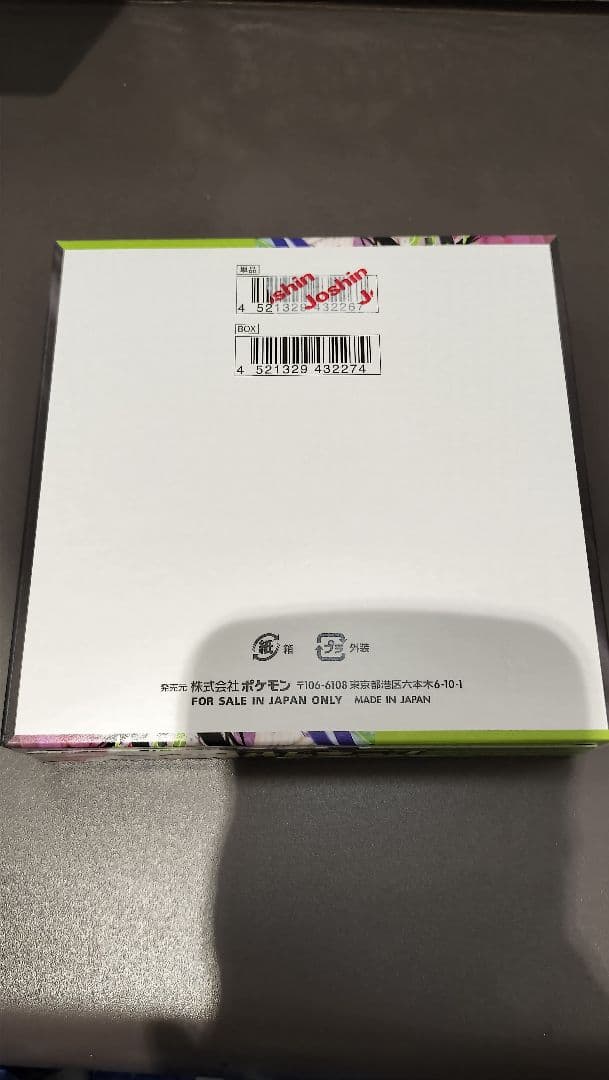 単品
shin Joshin J
4 521329 432267
BOX
4 521329 432274
紙 箱 プラ 外装
発売元 株式会社ポケモン 〒106-6108 東京都港区六本木6-10-1
FOR SALE IN JAPAN ONLY MADE IN JAPAN